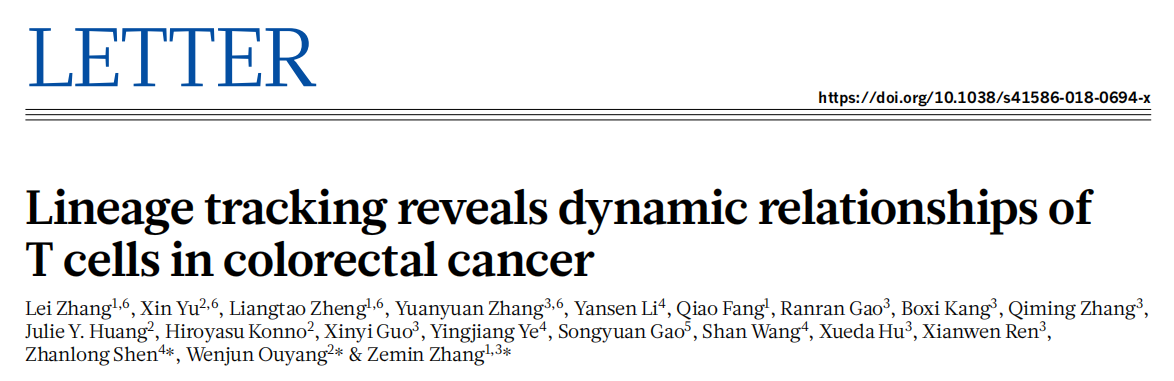 LETTER
https://doi.org/10.1038/s41586-018-0694-x
Lineage tracking reveals dynamic relationships of
T cells in colorectal cancer
Lei Zhang1,6, Xin Yu2,6, Liangtao Zheng1,6, Yuanyuan Zhang3,6, Yansen Li4, Qiao Fang1, Ranran Gao3, Boxi Kang3, Qiming Zhang3,
Julie Y. Huang2, Hiroyasu Konno2, Xinyi Guo3, Yingjiang Ye4, Songyuan Gao5, Shan Wang4, Xueda Hu3, Xianwen Ren3,
Zhanlong Shen4*, Wenjun Ouyang2* & Zemin Zhang1,3*